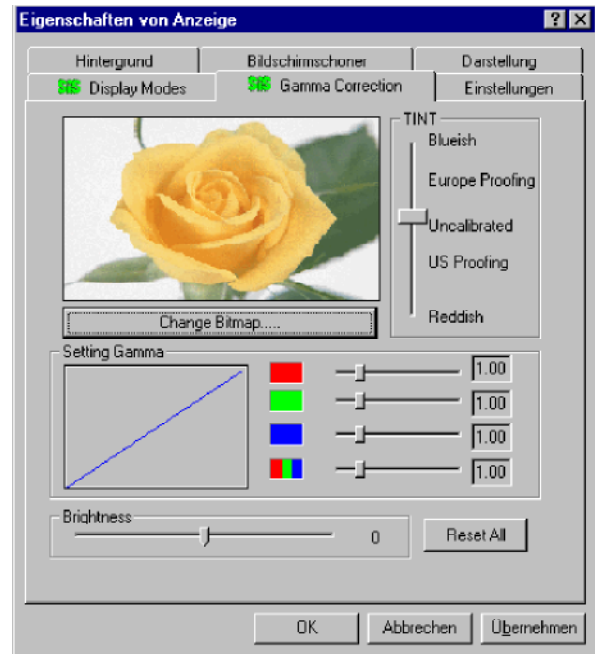 Eigenschaften von Anzeige
Hintergrund Bildschirmschoner Darstellung
SIS Display Modes SIS Gamma Correction Einstellungen
TINT
Blueish
Europe Proofing
Uncalibrated
US Proofing
Reddish
Change Bitmap.....
Setting Gamma
1.00
1.00
1.00
1.00
Brightness
0
Reset All
OK Abbrechen Übernehmen